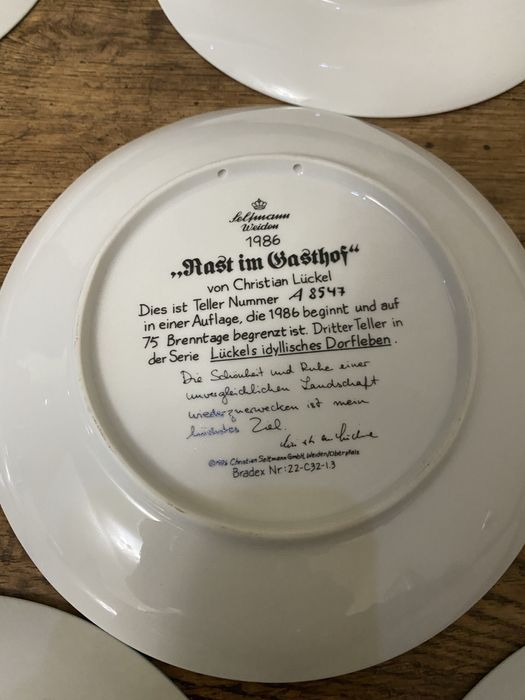 Seltmann
Weiden
1986
„Rast im Gasthof“
von Christian Lückel
Dies ist Teller Nummer A 8547
in einer Auflage, die 1986 beginnt und auf
75 Brenntage begrenzt ist. Dritter Teller in
der Serie Lückels idyllisches Dorfleben.
Die Schönheit und Ruhe einer
unvergleichlichen Landschaft
wiederzuerwecken ist mein
höchstes Ziel.
Christian Lückel
©1986 Christian Seltmann GmbH, Weiden/Oberpfalz
Bradex Nr: 22-C32-1.3